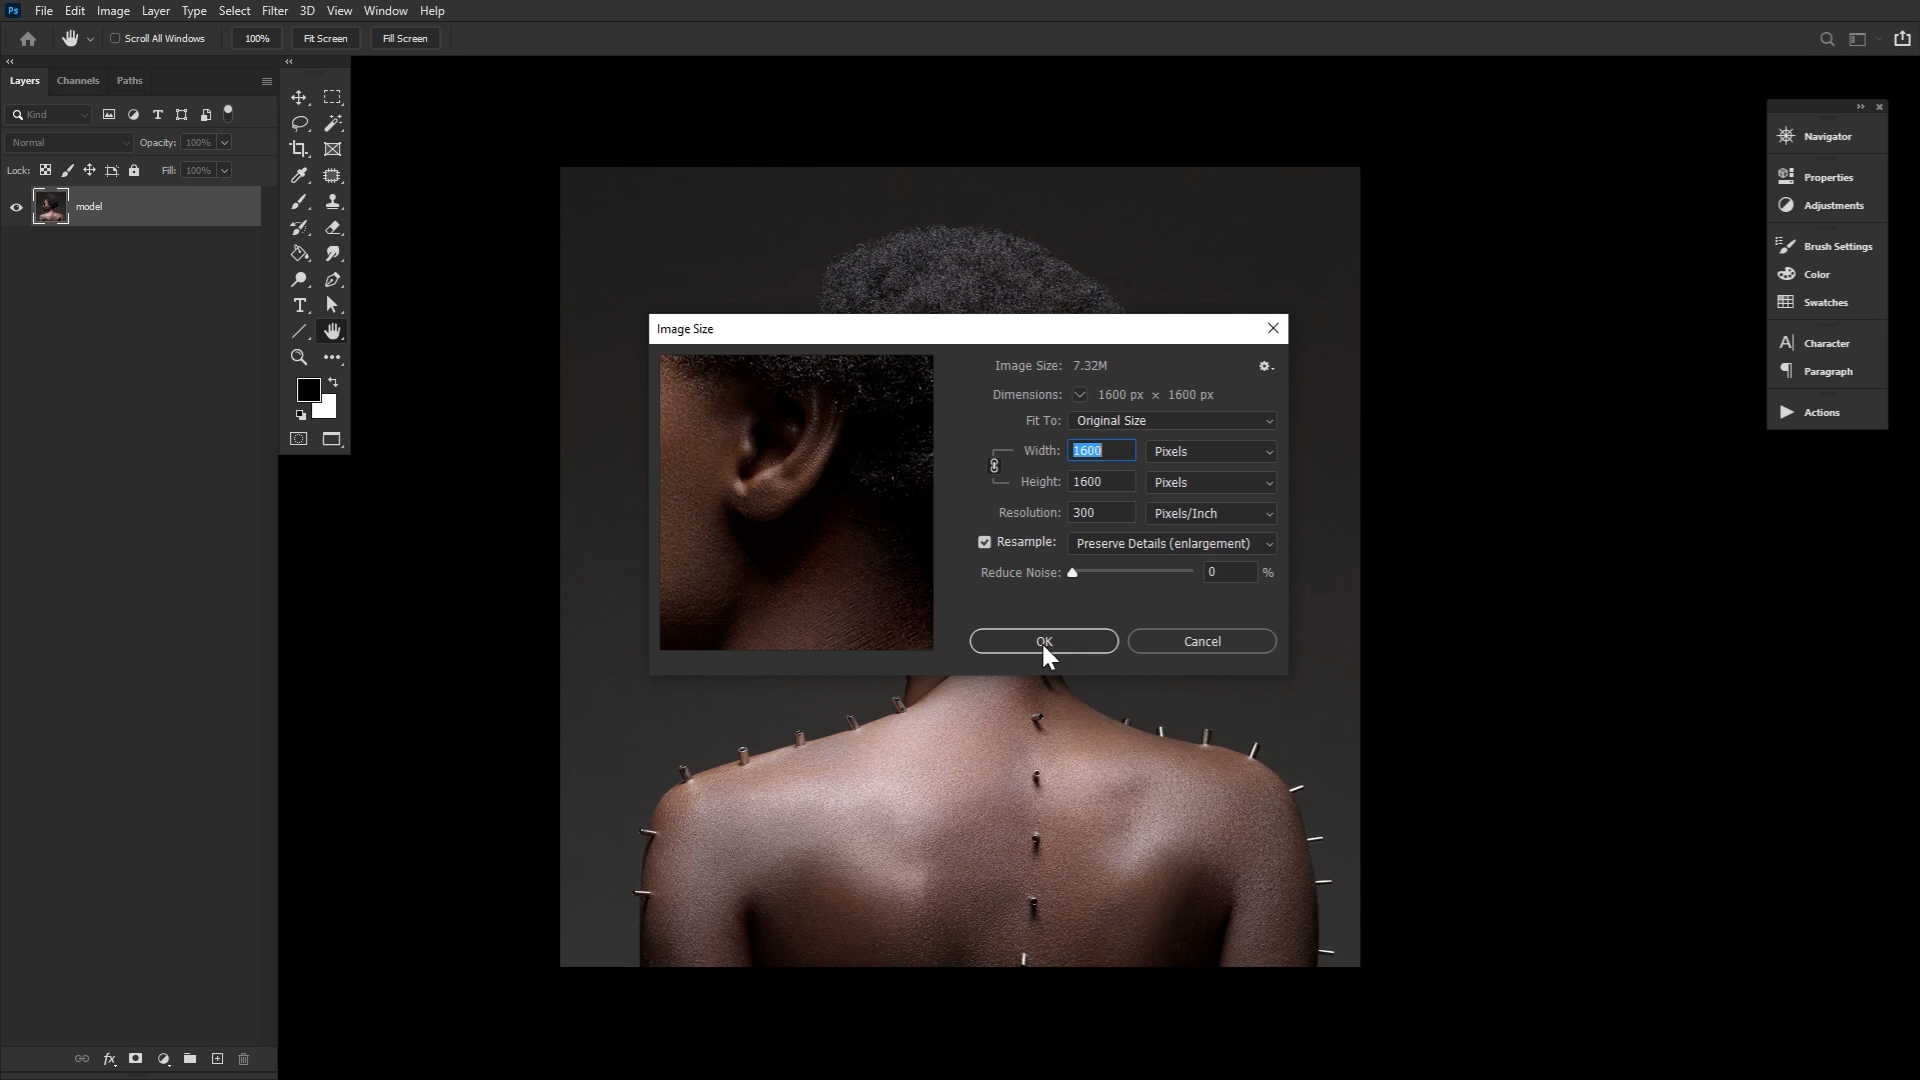 Ps File Edit Image Layer Type Select Filter 3D View Window Help
Scroll All Windows 100% Fit Screen Fill Screen
Layers Channels Paths
Kind
Normal Opacity: 100%
Lock: Fill: 100%
model
Image Size
Image Size: 7.32M
Dimensions: 1600 px × 1600 px
Fit To: Original Size
Width: 1600 Pixels
Height: 1600 Pixels
Resolution: 300 Pixels/Inch
Resample: Preserve Details (enlargement)
Reduce Noise: 0 %
OK Cancel
Navigator
Properties
Adjustments
Brush Settings
Color
Swatches
Character
Paragraph
Actions
fx